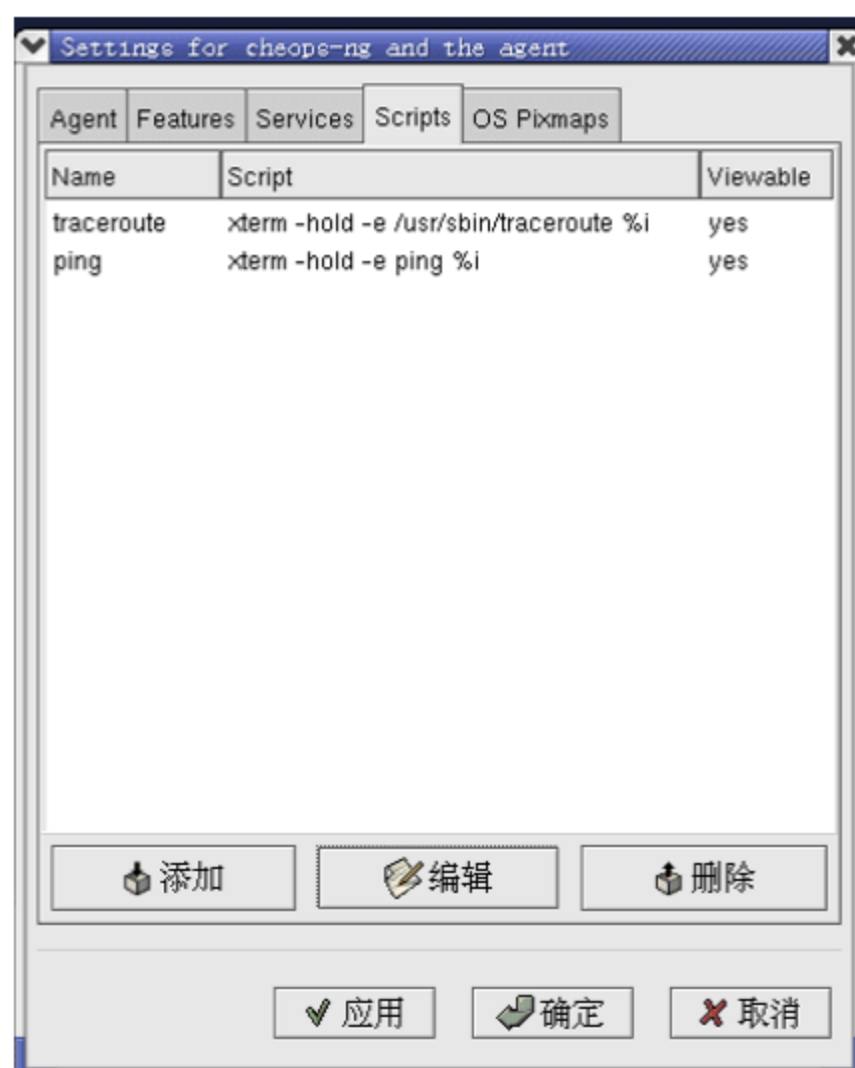 Settings for cheops-ng and the agent
Agent Features Services Scripts OS Pixmaps
Name Script Viewable
traceroute xterm -hold -e /usr/sbin/traceroute %i yes
ping xterm -hold -e ping %i yes
添加 编辑 删除
应用 确定 取消